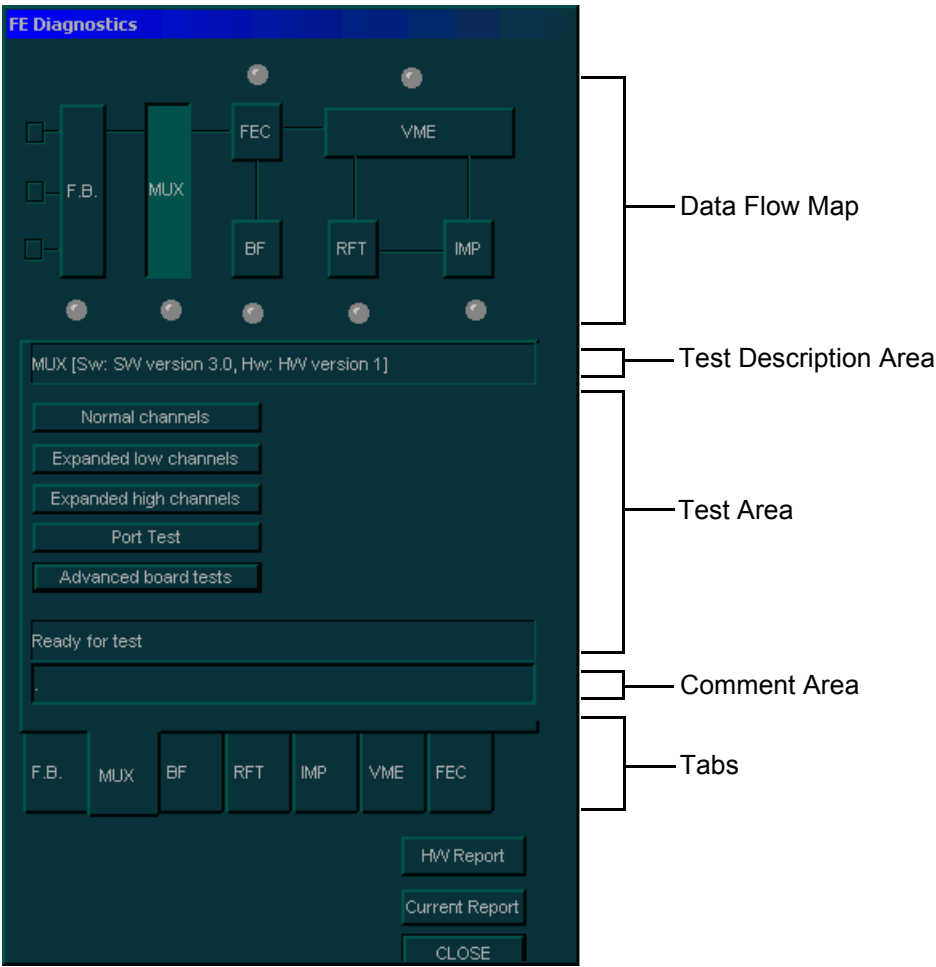 FE Diagnostics
FEC
VME
F.B.
MUX
BF
RFT
IMP
Data Flow Map
MUX [Sw: SW version 3.0, Hw: HW version 1]
Test Description Area
Normal channels
Expanded low channels
Expanded high channels
Port Test
Advanced board tests
Test Area
Ready for test
.
Comment Area
F.B.
MUX
BF
RFT
IMP
VME
FEC
Tabs
HW Report
Current Report
CLOSE